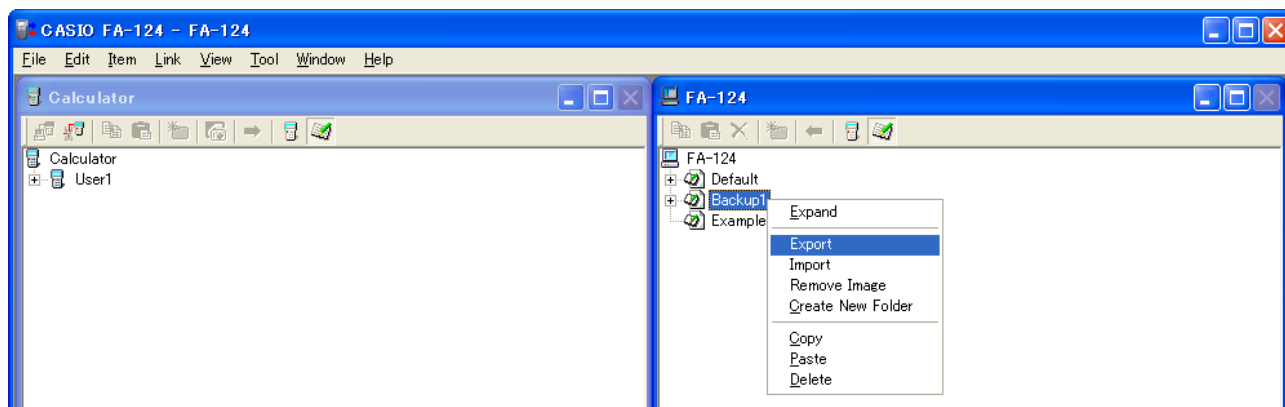 CASIO FA-124 - FA-124
File Edit Item Link View Tool Window Help
Calculator
Calculator
User1
FA-124
FA-124
Default
Backup1
Example
Expand
Export
Import
Remove Image
Create New Folder
Copy
Paste
Delete